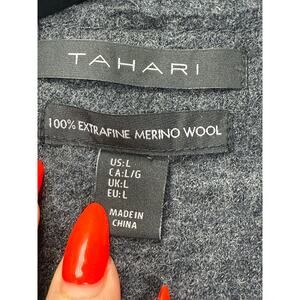 TAHARI
100% EXTRAFINE MERINO WOOL
US:L
CA:L/G
UK:L
EU:L
MADE IN
CHINA